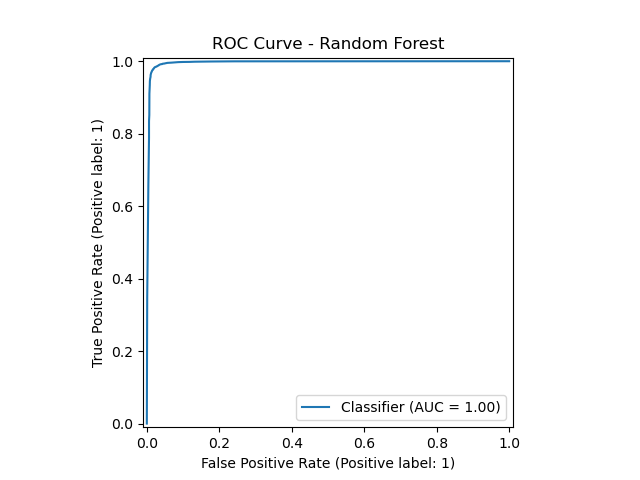 ROC Curve - Random Forest
1.0
0.8
0.6
0.4
0.2
0.0
True Positive Rate (Positive label: 1)
Classifier (AUC = 1.00)
0.0 0.2 0.4 0.6 0.8 1.0
False Positive Rate (Positive label: 1)